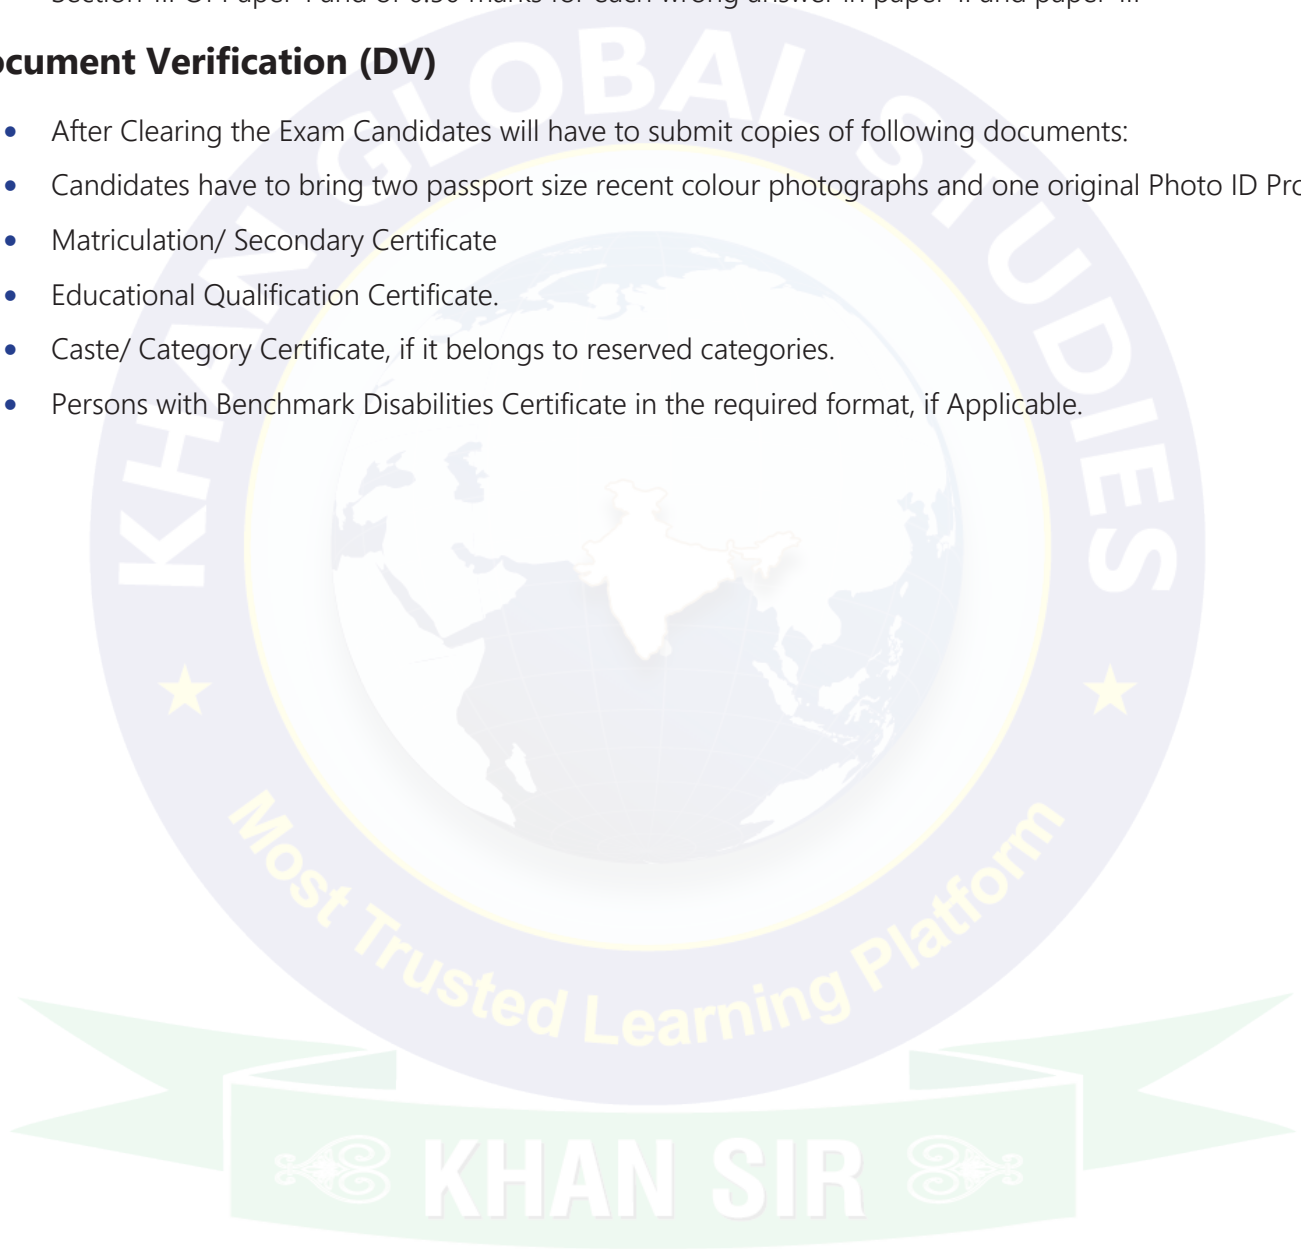 ocument Verification (DV)
• After Clearing the Exam Candidates will have to submit copies of following documents:
• Candidates have to bring two passport size recent colour photographs and one original Photo ID Pro
• Matriculation/ Secondary Certificate
• Educational Qualification Certificate.
• Caste/ Category Certificate, if it belongs to reserved categories.
• Persons with Benchmark Disabilities Certificate in the required format, if Applicable.
KHAN GLOBAL STUDIES
Most Trusted Learning Platform
KHAN SIR